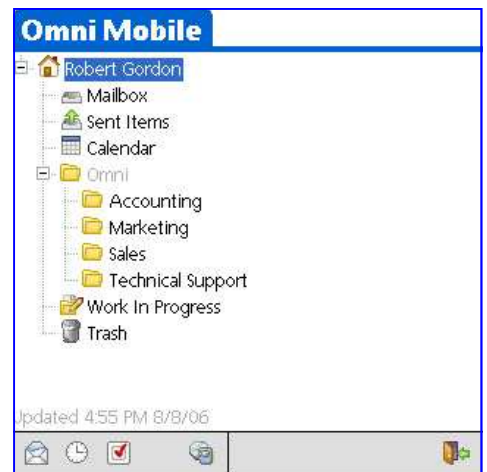 Omni Mobile
Robert Gordon
Mailbox
Sent Items
Calendar
Omni
Accounting
Marketing
Sales
Technical Support
Work In Progress
Trash
Updated 4:55 PM 8/8/06